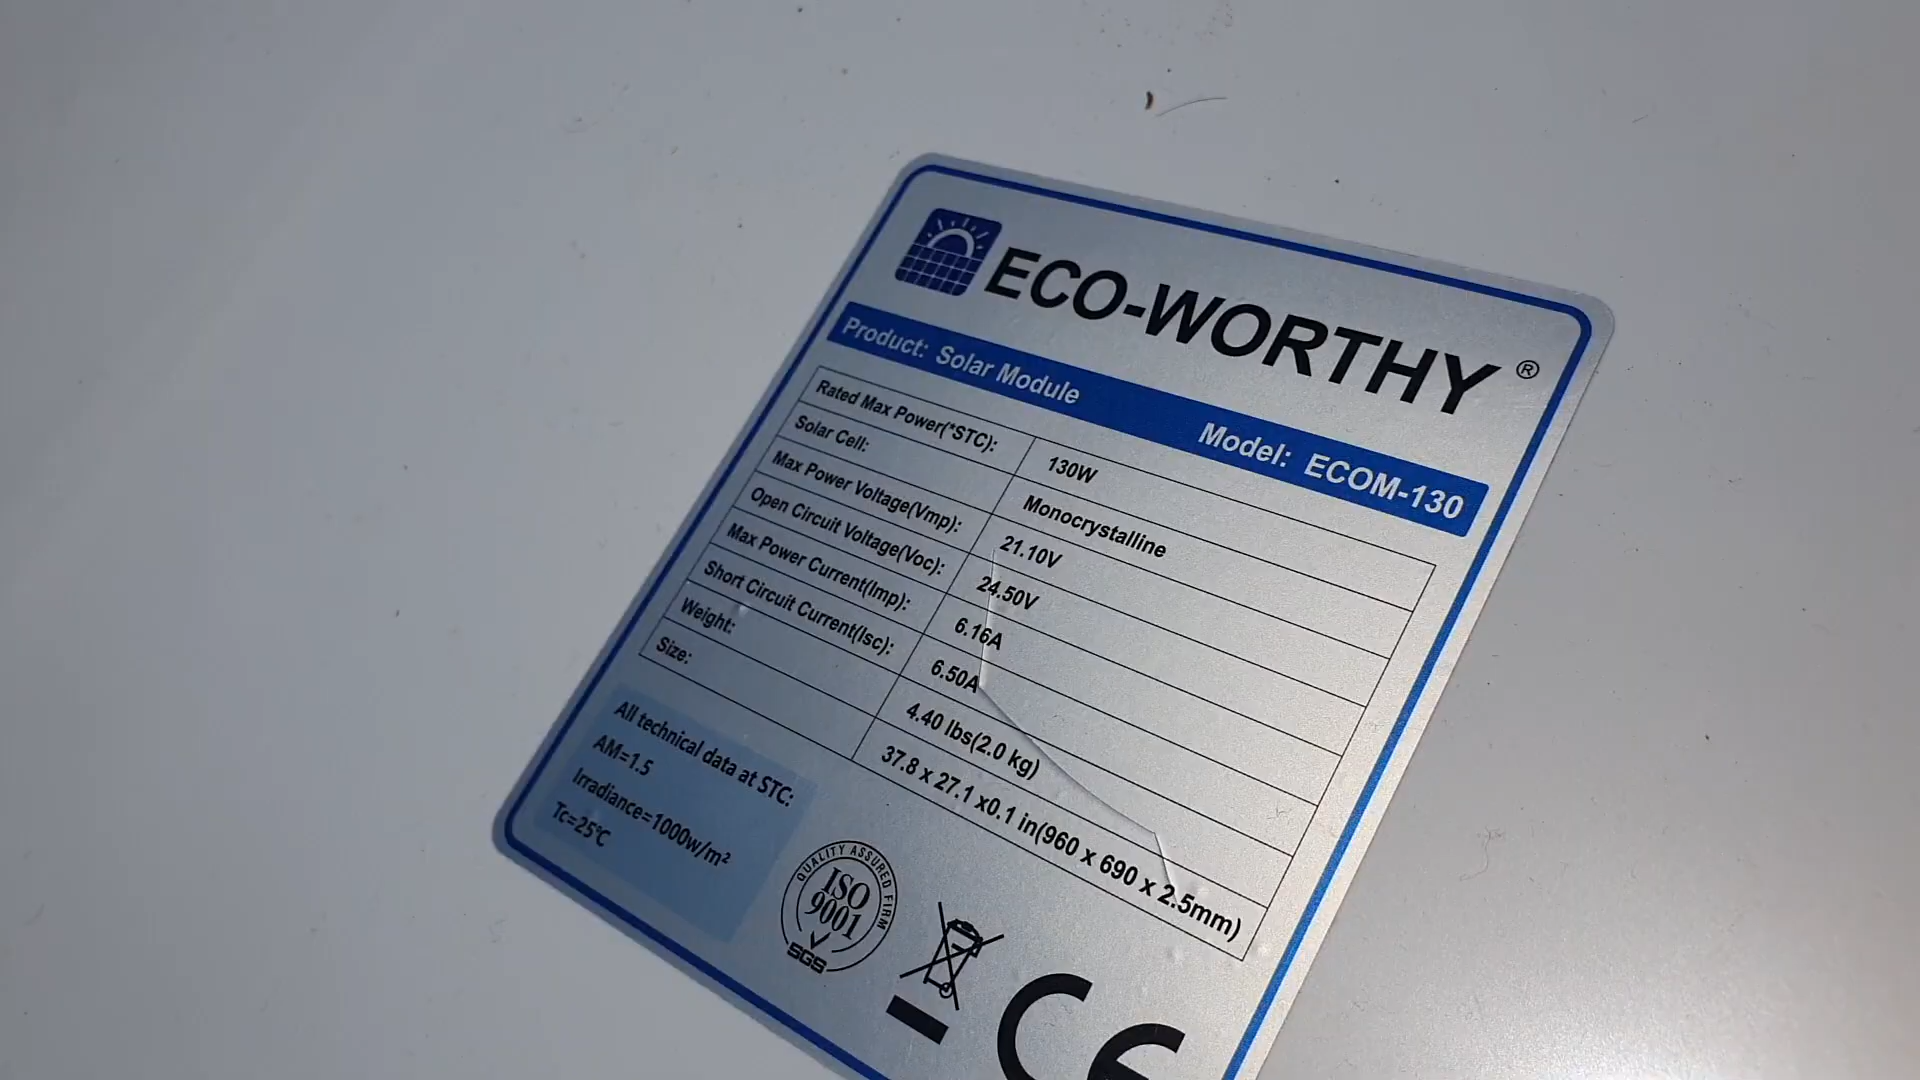 ECO-WORTHY®
Product: Solar Module Model: ECOM-130
Rated Max Power(*STC): 130W
Solar Cell: Monocrystalline
Max Power Voltage(Vmp): 21.10V
Open Circuit Voltage(Voc): 24.50V
Max Power Current(Imp): 6.16A
Short Circuit Current(Isc): 6.50A
Weight: 4.40 lbs(2.0 kg)
Size: 37.8 x 27.1 x0.1 in(960 x 690 x 2.5mm)
All technical data at STC:
AM=1.5
Irradiance=1000w/m²
Tc=25℃
QUALITY ASSURED FIRM
ISO
9001
SGS
CE